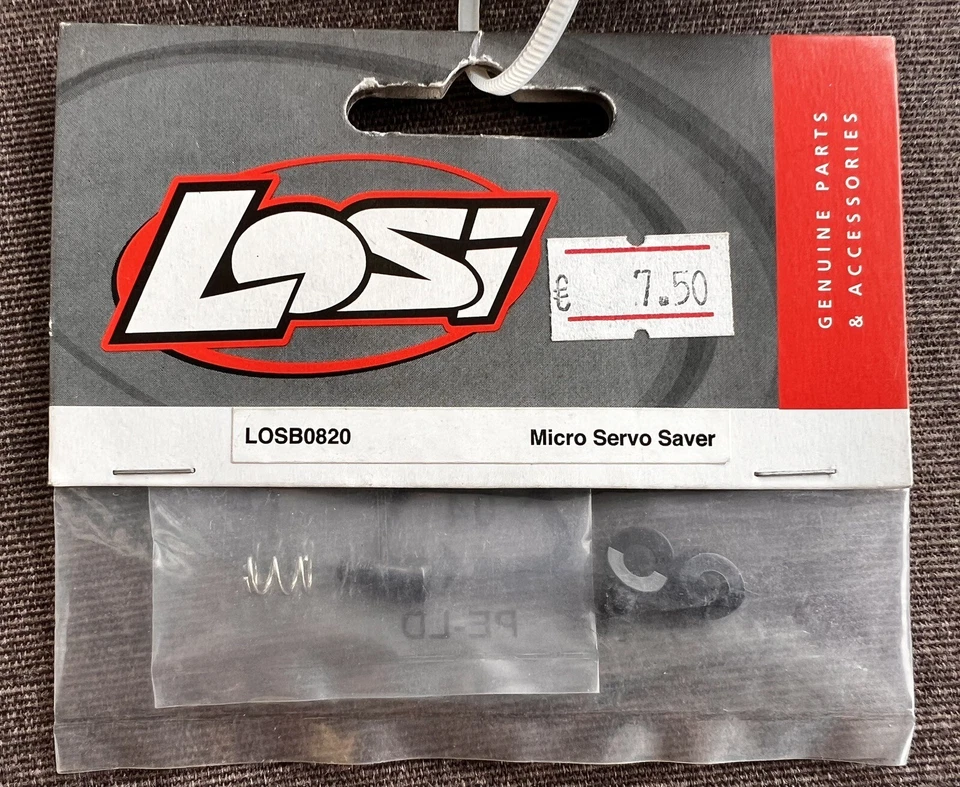 GENUINE PARTS
& ACCESSORIES
LOSi
€ 7.50
LOSB0820 Micro Servo Saver
PE-LD